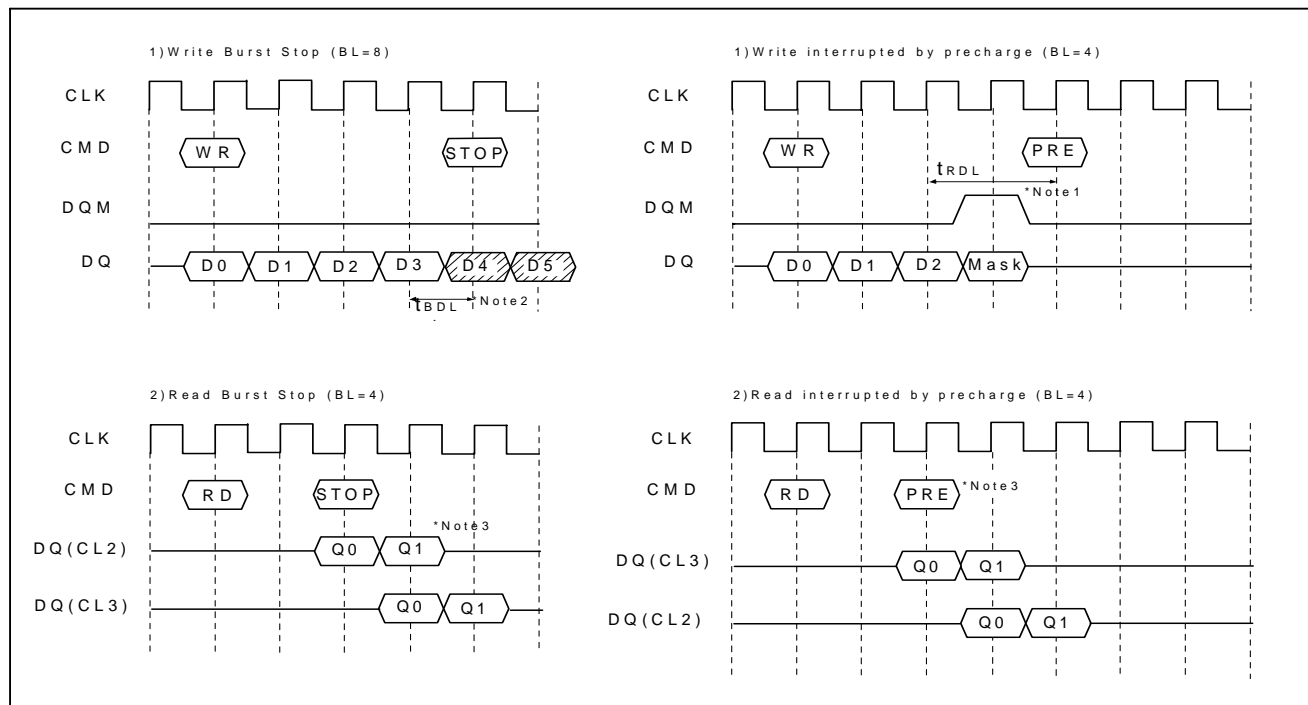 1)Write Burst Stop (BL=8)
CLK
CMD
WR
STOP
DQM
DQ
D0
D1
D2
D3
D4
D5
tBDL
*Note2
1)Write interrupted by precharge (BL=4)
CLK
CMD
WR
PRE
tRDL
*Note1
DQM
DQ
D0
D1
D2
Mask
2)Read Burst Stop (BL=4)
CLK
CMD
RD
STOP
*Note3
DQ(CL2)
Q0
Q1
DQ(CL3)
Q0
Q1
2)Read interrupted by precharge (BL=4)
CLK
CMD
RD
PRE
*Note3
DQ(CL3)
Q0
Q1
DQ(CL2)
Q0
Q1